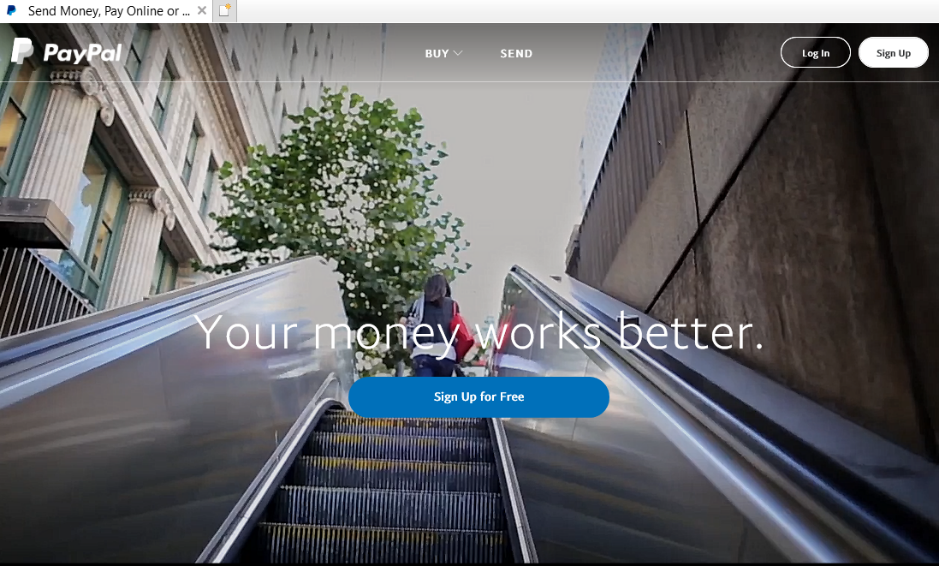 Send Money, Pay Online or ...
PayPal
BUY
SEND
Log In
Sign Up
Your money works better.
Sign Up for Free